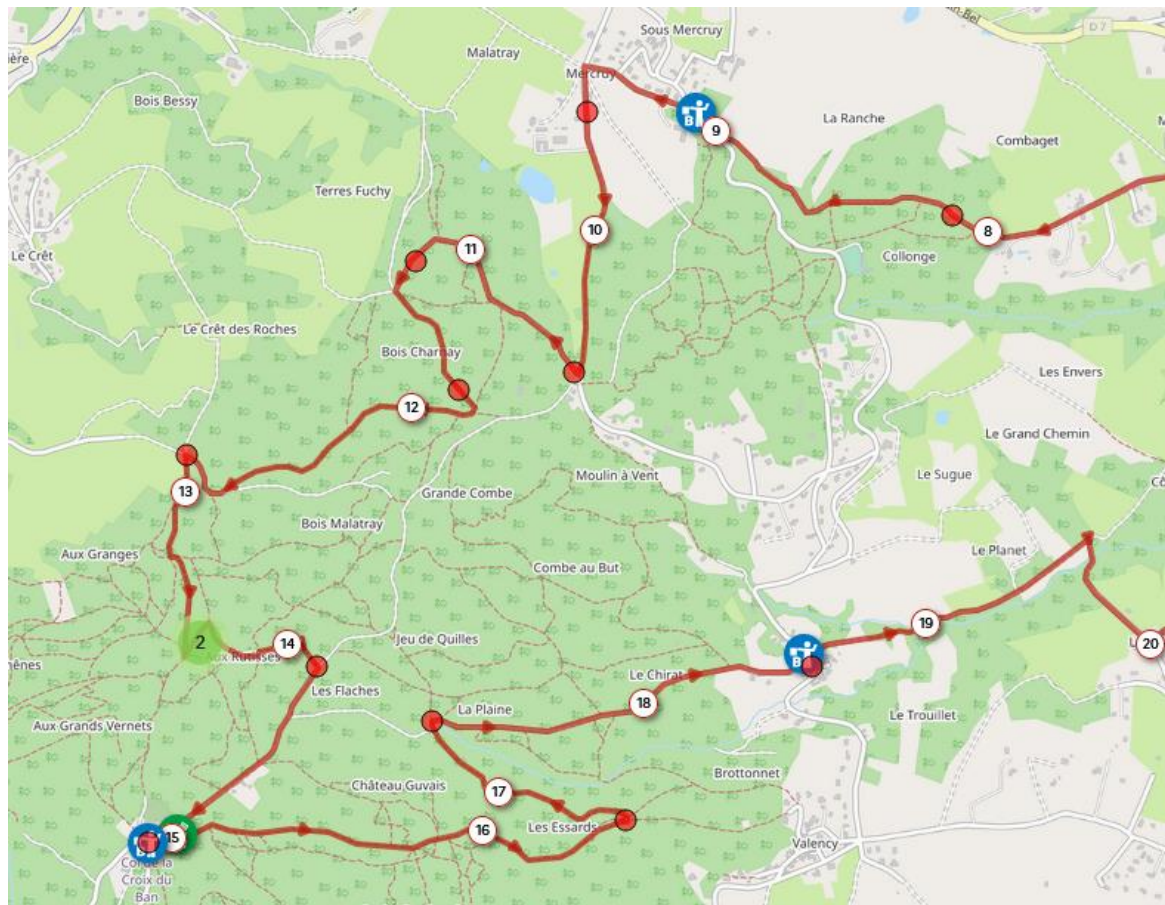 Sous Mercruy
D 7
Malatray
Mercruy
Bois Bessy
B
9
La Ranche
Combaget
Terres Fuchy
10
8
11
Le Crêt
Collonge
Le Crêt des Roches
Bois Charnay
Les Envers
12
Le Grand Chemin
Moulin à Vent
Le Sugue
13
Grande Combe
Bois Malatray
Aux Granges
Le Planet
Combe au But
19
2
14
Jeu de Quilles
20
B
Les Flaches
Le Chirat
18
La Plaine
Aux Grands Vernets
Le Trouillet
Brottonnet
Château Guvais
17
16
Les Essards
15
Valency
Croix du
Ban